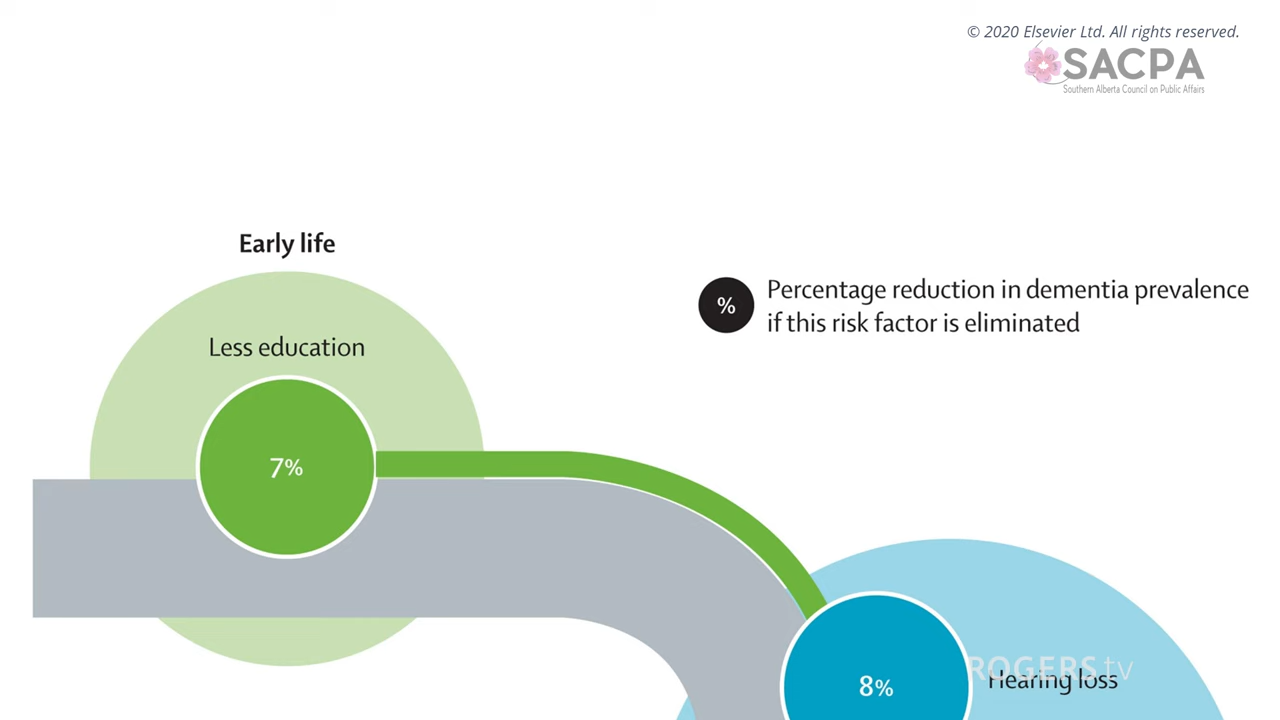 © 2020 Elsevier Ltd. All rights reserved.
SACPA
Southern Alberta Council on Public Affairs
Early life
Less education
7%
%
Percentage reduction in dementia prevalence
if this risk factor is eliminated
8%
Hearing loss
ROGERS tv